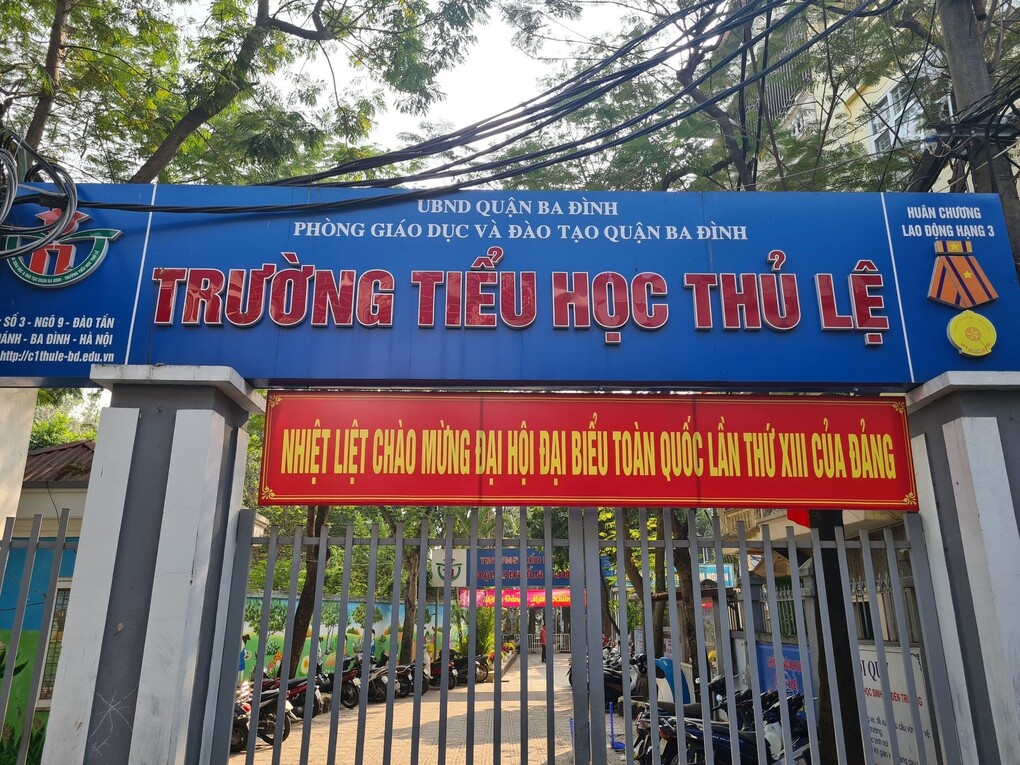 UBND QUẬN BA ĐÌNH
PHÒNG GIÁO DỤC VÀ ĐÀO TẠO QUẬN BA ĐÌNH
TRƯỜNG TIỂU HỌC THỦ LỆ
HUÂN CHƯƠNG
LAO ĐỘNG HẠNG 3
SỐ 3 - NGÕ 9 - ĐÀO TẤN
- BA ĐÌNH - HÀ NỘI
http://c1thule-bd.edu.vn
NHIỆT LIỆT CHÀO MỪNG ĐẠI HỘI ĐẠI BIỂU TOÀN QUỐC LẦN THỨ XIII CỦA ĐẢNG